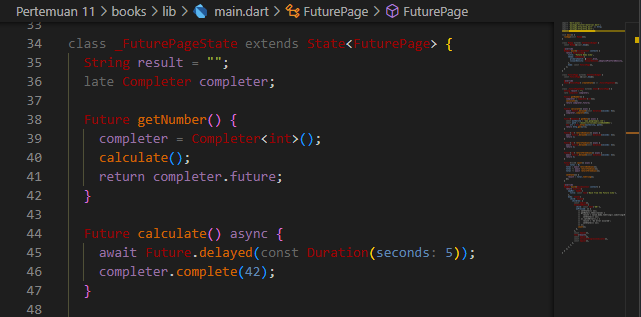 Pertemuan 11 > books > lib > main.dart > FuturePage > FuturePage
33
34 class _FuturePageState extends State<FuturePage> {
35 String result = "";
36 late Completer completer;
37
38 Future getNumber() {
39 completer = Completer<int>();
40 calculate();
41 return completer.future;
42 }
43
44 Future calculate() async {
45 await Future.delayed(const Duration(seconds: 5));
46 completer.complete(42);
47 }
48